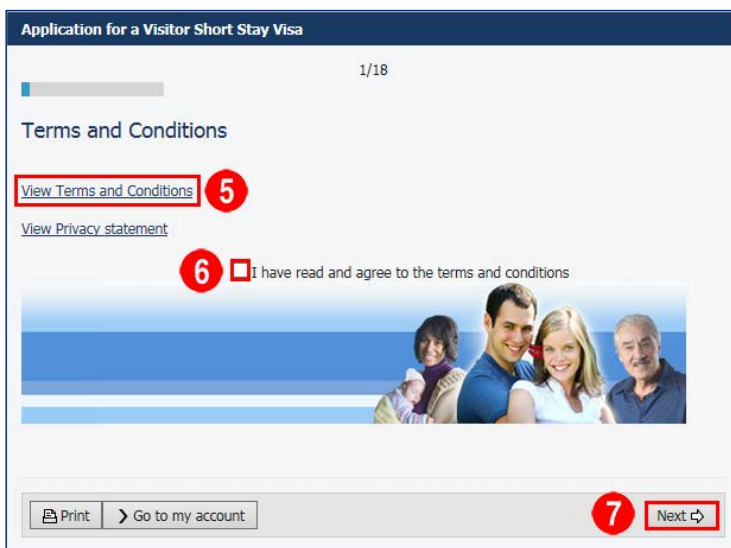 Application for a Visitor Short Stay Visa
1/18
Terms and Conditions
View Terms and Conditions 5
View Privacy statement
6 I have read and agree to the terms and conditions
Print Go to my account 7 Next